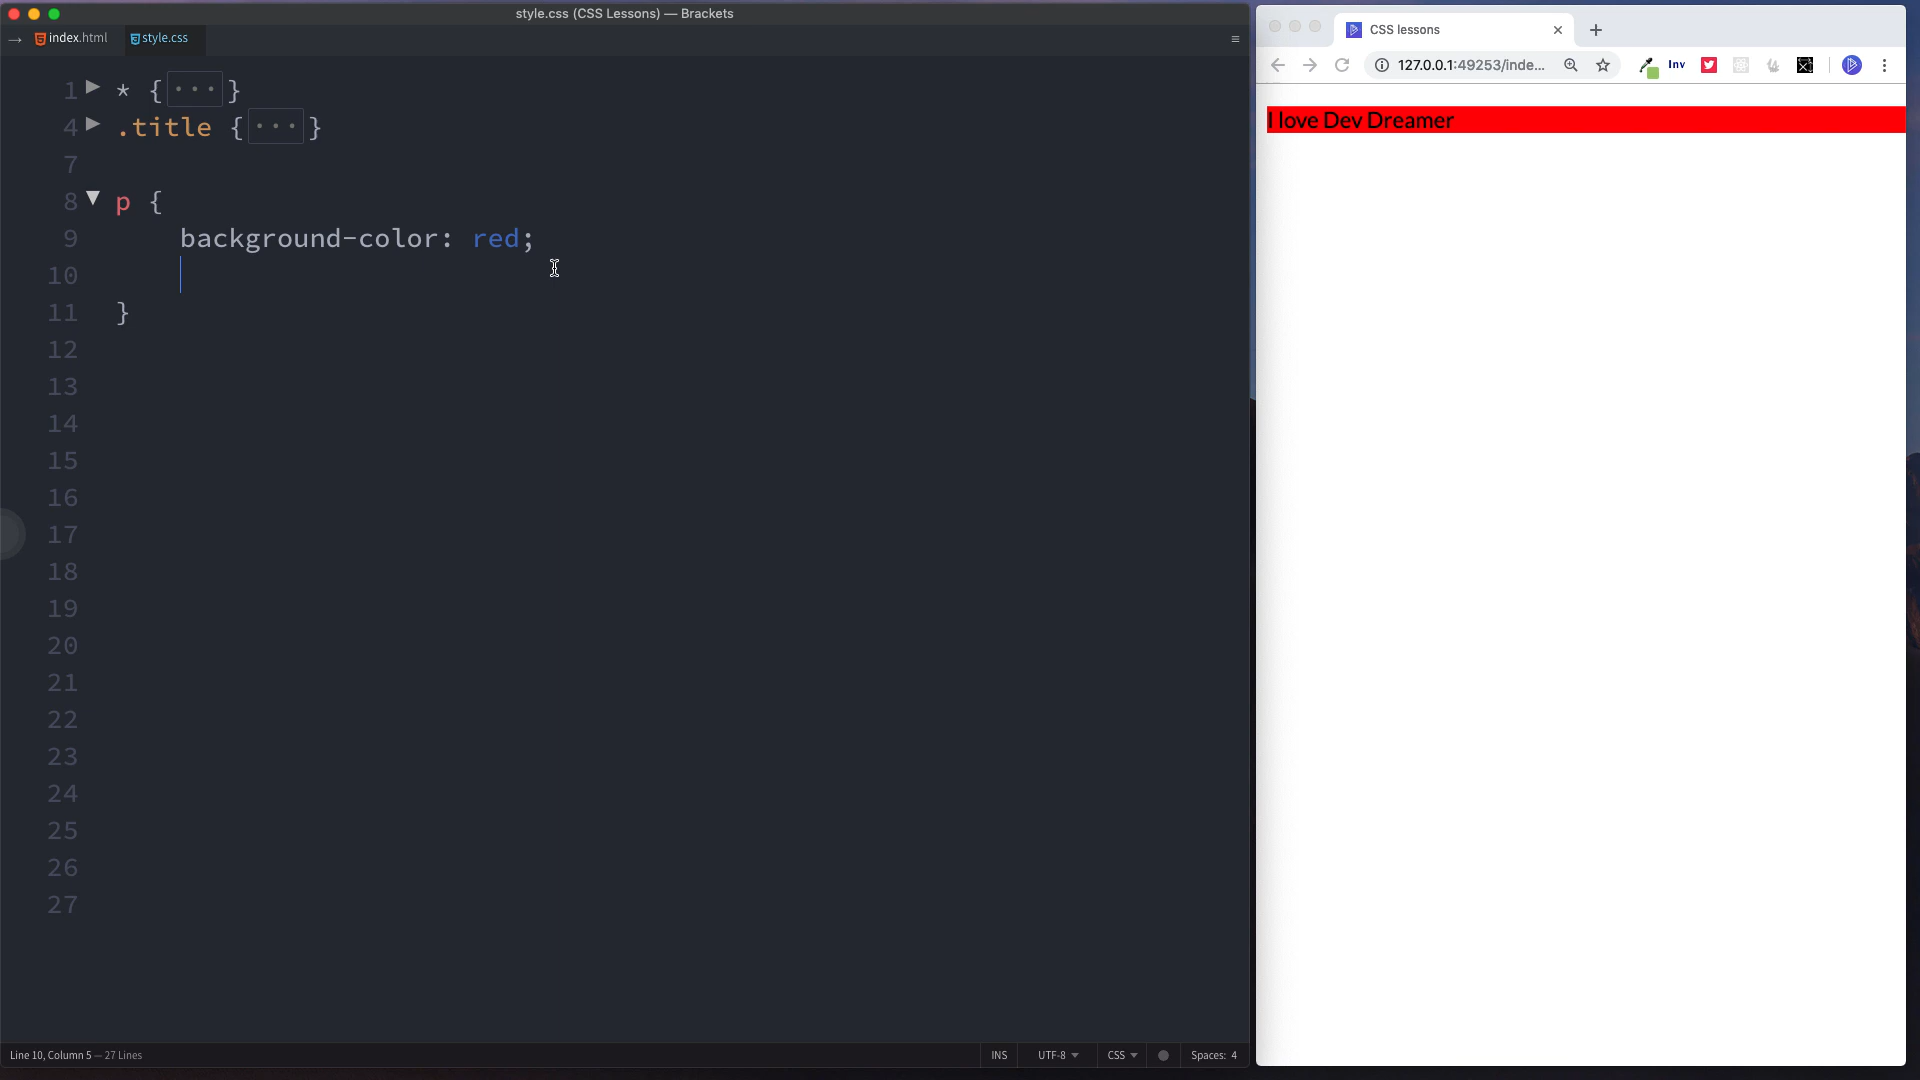 style.css (CSS Lessons) — Brackets
→ index.html style.css
1 * {···}
4 .title {···}
7
8 p {
9 background-color: red;
10
11 }
12
13
14
15
16
17
18
19
20
21
22
23
24
25
26
27
Line 10, Column 5 — 27 Lines
INS UTF-8 CSS Spaces: 4
CSS lessons
127.0.0.1:49253/inde...
Inv
I love Dev Dreamer